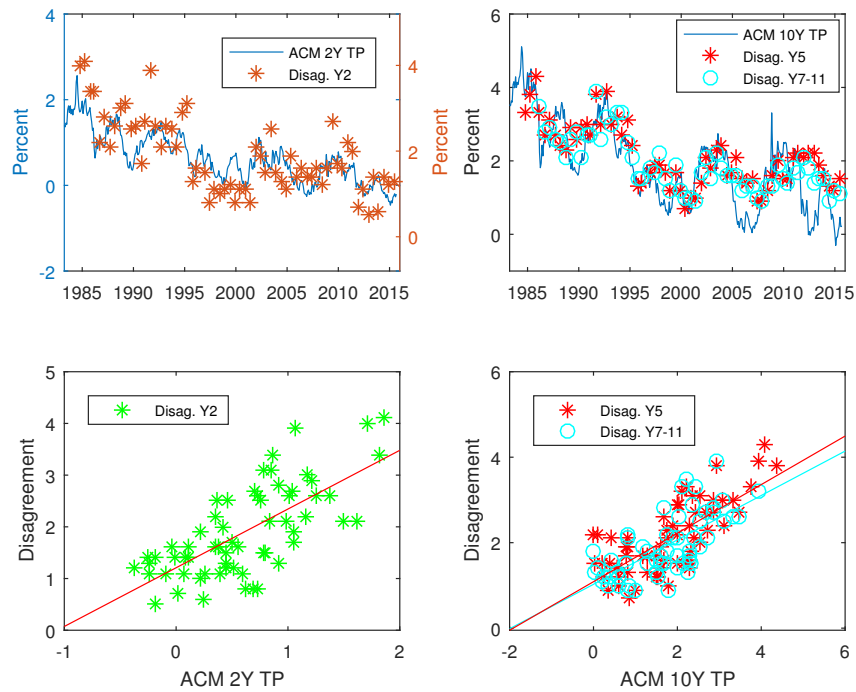 4
2
0
-2
Percent
ACM 2Y TP
Disag. Y2
4
2
0
Percent
1985 1990 1995 2000 2005 2010 2015
6
4
2
0
Percent
ACM 10Y TP
Disag. Y5
Disag. Y7-11
1985 1990 1995 2000 2005 2010 2015
5
4
3
2
1
0
Disagreement
Disag. Y2
-1 0 1 2
ACM 2Y TP
6
4
2
0
Disagreement
Disag. Y5
Disag. Y7-11
-2 0 2 4 6
ACM 10Y TP